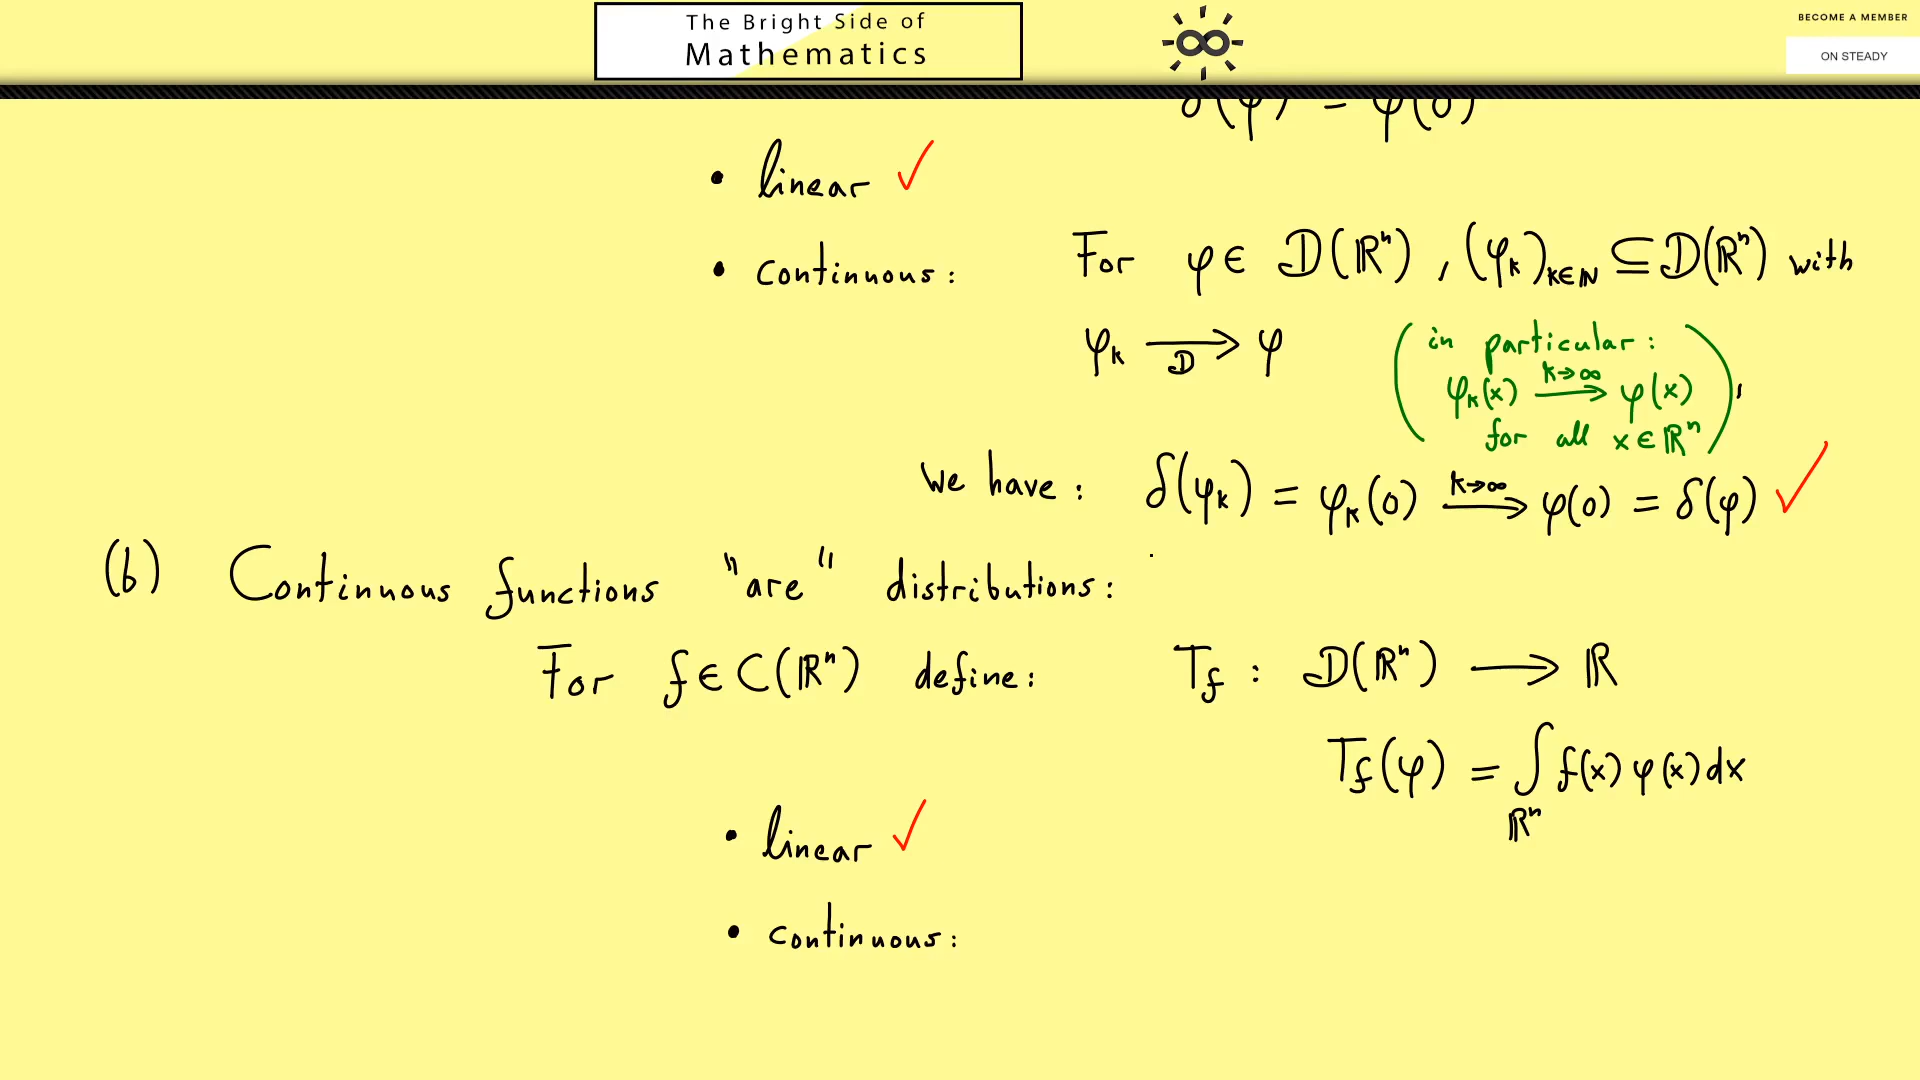 The Bright Side of
Mathematics
BECOME A MEMBER
ON STEADY
δ(φ) = φ(0)
• linear ✓
• continuous: For φ ∈ D(ℝⁿ), (φₖ)ₖ∈ℕ ⊆ D(ℝⁿ) with
φₖ →_D φ (in particular:
φₖ(x) →^{k→∞} φ(x)
for all x ∈ ℝⁿ),
We have: δ(φₖ) = φₖ(0) →^{k→∞} φ(0) = δ(φ) ✓
(b) Continuous functions "are" distributions:
For f ∈ C(ℝⁿ) define: T_f : D(ℝⁿ) → ℝ
T_f(φ) = ∫_{ℝⁿ} f(x) φ(x) dx
• linear ✓
• continuous: